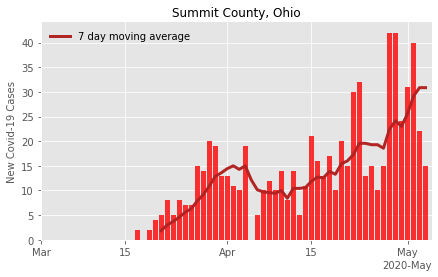 Summit County, Ohio
7 day moving average
New Covid-19 Cases
40
35
30
25
20
15
10
5
0
Mar
15
Apr
15
May
2020-May